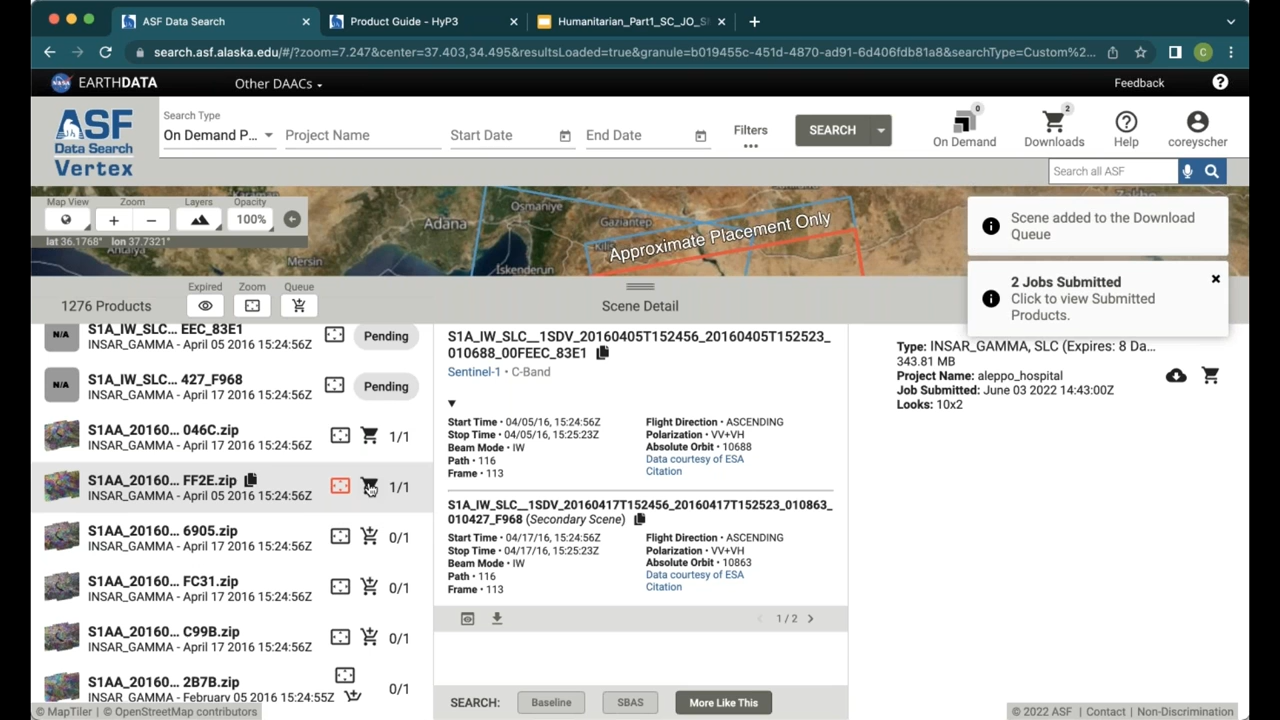 ASF Data Search
Product Guide - HyP3
Humanitarian_Part1_SC_JO_S
search.asf.alaska.edu/#/?zoom=7.247&center=37.403,34.495&resultsLoaded=true&granule=b019455c-451d-4870-ad91-6d406fdb81a8&searchType=Custom%2...
C
EARTHDATA
Other DAACs
Feedback
ASF
Data Search
Vertex
Search Type
On Demand P...
Project Name
Start Date
End Date
Filters
SEARCH
0
On Demand
2
Downloads
Help
coreyscher
Search all ASF
Map View
Zoom
Layers
Opacity
100%
lat 36.1768° lon 37.7321°
Adana
Osmaniye
Gaziantep
Kilis
Mersin
İskenderun
Approximate Placement Only
Scene added to the Download
Queue
2 Jobs Submitted
Click to view Submitted
Products.
1276 Products
Expired
Zoom
Queue
Scene Detail
N/A
S1A_IW_SLC... EEC_83E1
INSAR_GAMMA - April 05 2016 15:24:56Z
Pending
N/A
S1A_IW_SLC... 427_F968
INSAR_GAMMA - April 17 2016 15:24:56Z
Pending
S1AA_20160... 046C.zip
INSAR_GAMMA - April 17 2016 15:24:56Z
1/1
S1AA_20160... FF2E.zip
INSAR_GAMMA - April 05 2016 15:24:56Z
1/1
S1AA_20160... 6905.zip
INSAR_GAMMA - April 17 2016 15:24:56Z
0/1
S1AA_20160... FC31.zip
INSAR_GAMMA - April 17 2016 15:24:56Z
0/1
S1AA_20160... C99B.zip
INSAR_GAMMA - April 17 2016 15:24:56Z
0/1
S1AA_20160... 2B7B.zip
INSAR_GAMMA - February 05 2016 15:24:55Z
0/1
S1A_IW_SLC__1SDV_20160405T152456_20160405T152523_
010688_00FEEC_83E1
Sentinel-1 • C-Band
Start Time • 04/05/16, 15:24:56Z
Stop Time • 04/05/16, 15:25:23Z
Beam Mode • IW
Path • 116
Frame • 113
Flight Direction • ASCENDING
Polarization • VV+VH
Absolute Orbit • 10688
Data courtesy of ESA
Citation
S1A_IW_SLC__1SDV_20160417T152456_20160417T152523_010863_
010427_F968 (Secondary Scene)
Start Time • 04/17/16, 15:24:56Z
Stop Time • 04/17/16, 15:25:23Z
Beam Mode • IW
Path • 116
Frame • 113
Flight Direction • ASCENDING
Polarization • VV+VH
Absolute Orbit • 10863
Data courtesy of ESA
Citation
1 / 2
SEARCH:
Baseline
SBAS
More Like This
Type: INSAR_GAMMA, SLC (Expires: 8 Da...
343.81 MB
Project Name: aleppo_hospital
Job Submitted: June 03 2022 14:43:00Z
Looks: 10x2
© MapTiler | © OpenStreetMap contributors
© 2022 ASF | Contact | Non-Discrimination